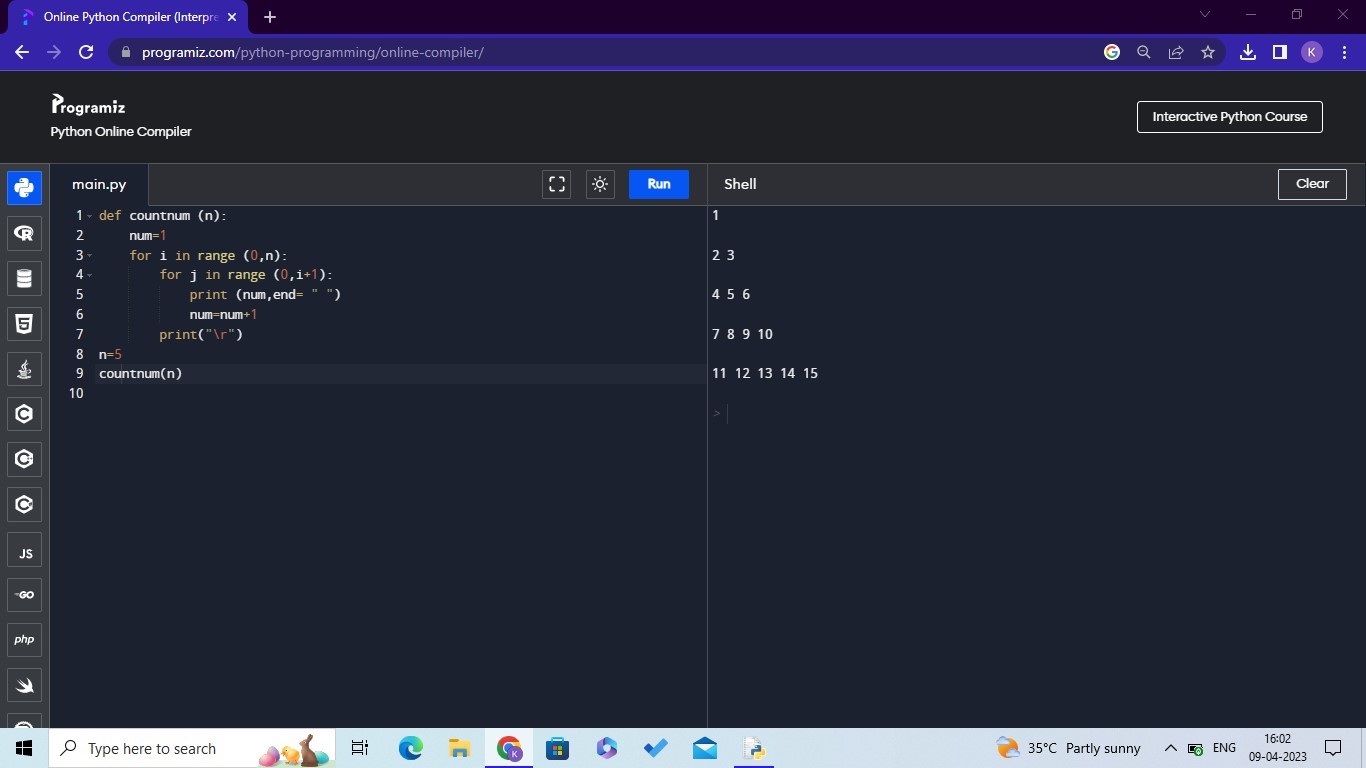 Online Python Compiler (Interpre
programiz.com/python-programming/online-compiler/
K
Programiz
Python Online Compiler
Interactive Python Course
main.py
Run
Shell
Clear
1 def countnum (n):
2     num=1
3     for i in range (0,n):
4         for j in range (0,i+1):
5             print (num,end= " ")
6             num=num+1
7         print("\r")
8 n=5
9 countnum(n)
10
1
2 3
4 5 6
7 8 9 10
11 12 13 14 15
>
R
5
C
C
C
JS
GO
php
Type here to search
K
35°C Partly sunny
ENG
16:02
09-04-2023